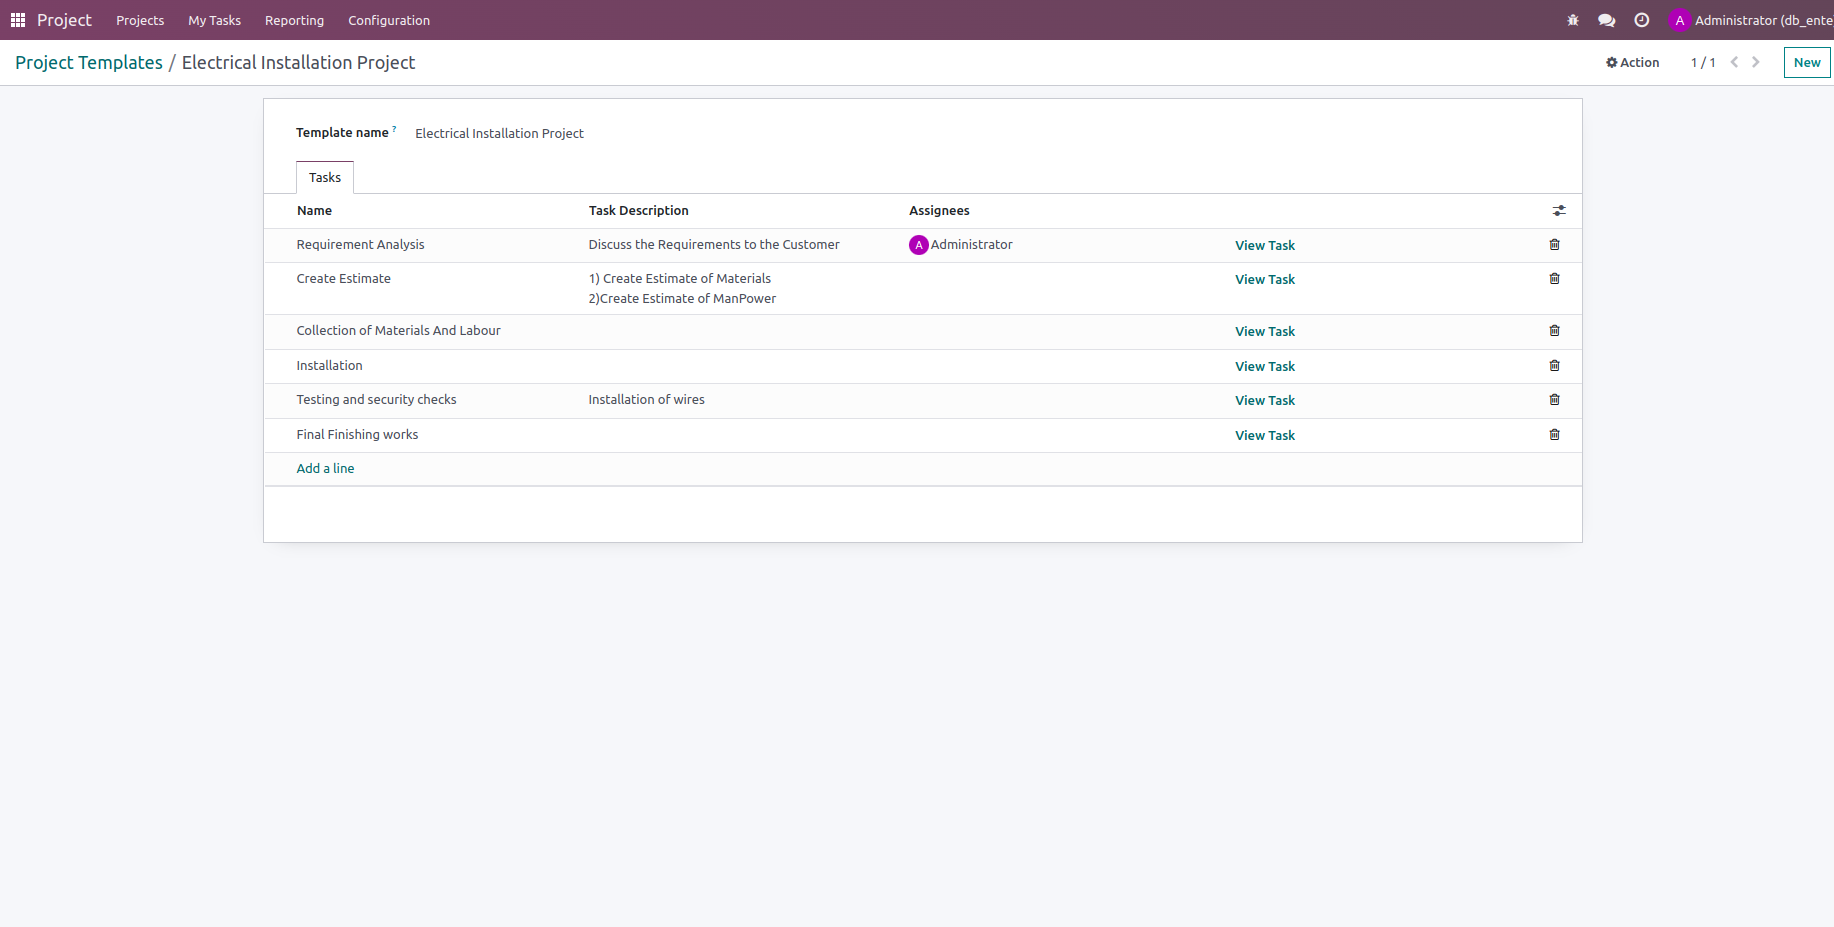 Project Projects My Tasks Reporting Configuration A Administrator (db_ente
Project Templates / Electrical Installation Project Action 1 / 1 New
Template name ? Electrical Installation Project
Tasks
Name Task Description Assignees
Requirement Analysis Discuss the Requirements to the Customer A Administrator View Task
Create Estimate 1) Create Estimate of Materials View Task
2)Create Estimate of ManPower
Collection of Materials And Labour View Task
Installation View Task
Testing and security checks Installation of wires View Task
Final Finishing works View Task
Add a line